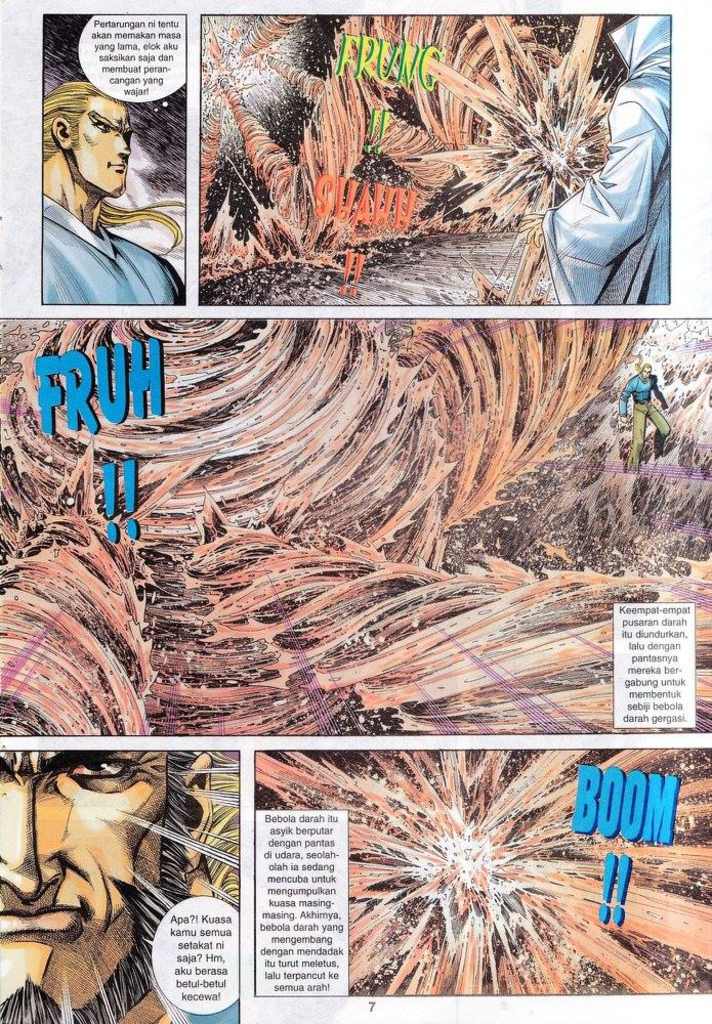 Pertarungan ni tentu
akan memakan masa
yang lama, elok aku
saksikan saja dan
membuat peran-
cangan yang
wajar!
FRUNG
!!
SHAHH
!!
FRUH
!!
Keempat-empat
pusaran darah
itu diundurkan,
lalu dengan
pantasnya
mereka ber-
gabung untuk
membentuk
sebiji bebola
darah gergasi.
Apa?! Kuasa
kamu semua
setakat ni
saja? Hm,
aku berasa
betul-betul
kecewa!
Bebola darah itu
asyik berputar
dengan pantas
di udara, seolah-
olah ia sedang
mencuba untuk
mengumpulkan
kuasa masing-
masing. Akhirnya,
bebola darah yang
mengembang
dengan mendadak
itu turut meletus,
lalu terpancut ke
semua arah!
BOOM
!!
7